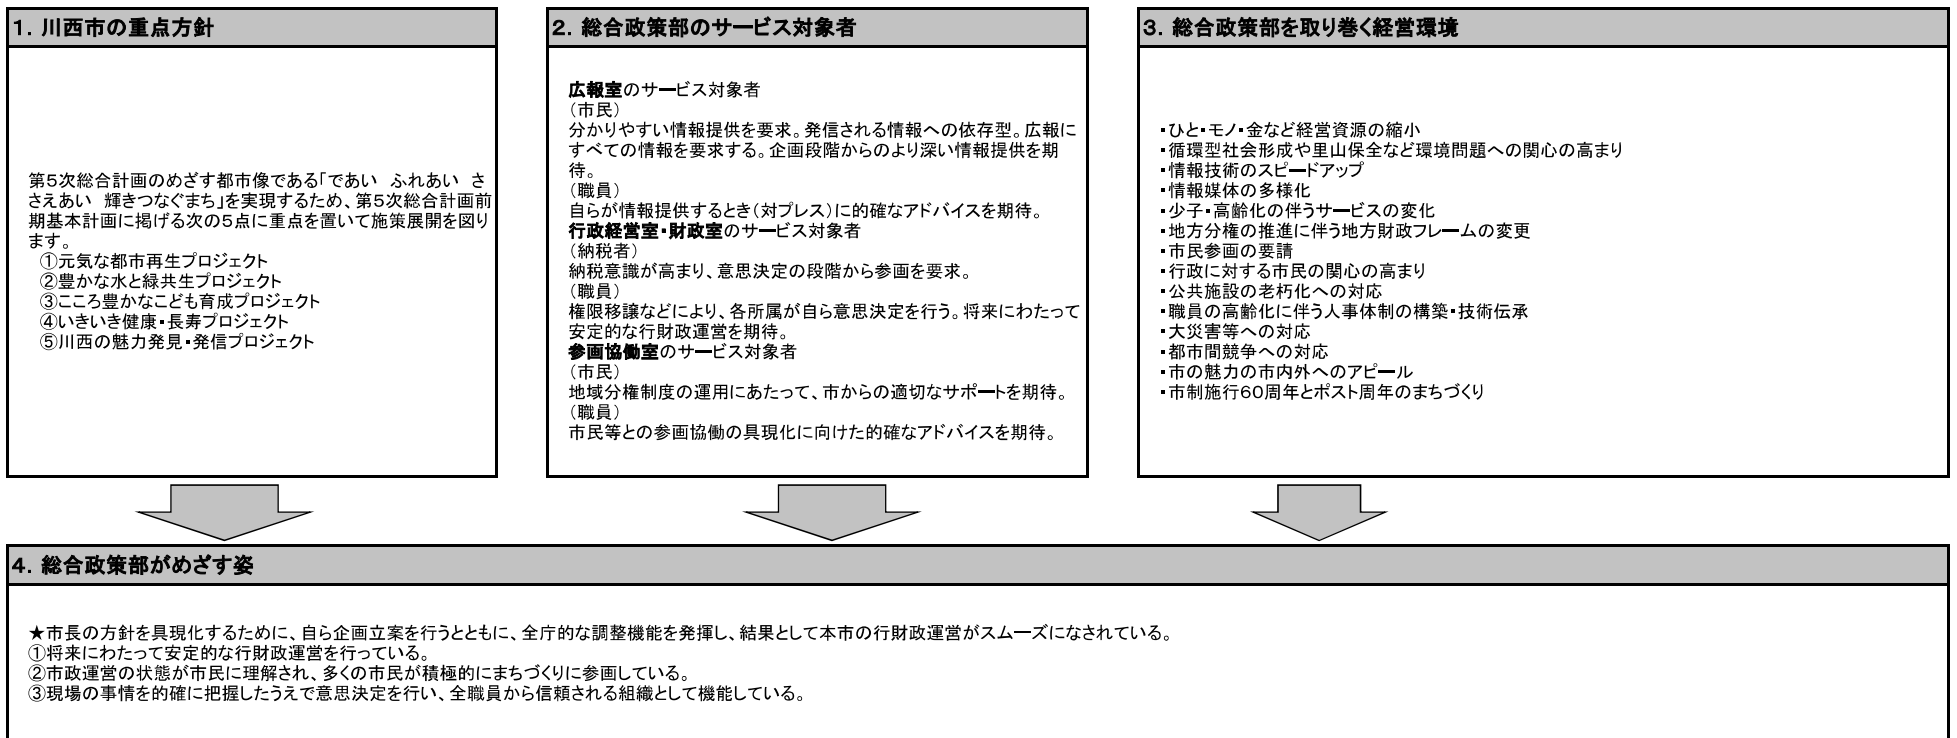 1．川西市の重点方針
第5次総合計画のめざす都市像である「であい　ふれあい　さ
さえあい　輝きつなぐまち」を実現するため、第5次総合計画前
期基本計画に掲げる次の5点に重点を置いて施策展開を図り
ます。
①元気な都市再生プロジェクト
②豊かな水と緑共生プロジェクト
③こころ豊かなこども育成プロジェクト
④いきいき健康・長寿プロジェクト
⑤川西の魅力発見・発信プロジェクト
2．総合政策部のサービス対象者
広報室のサービス対象者
（市民）
分かりやすい情報提供を要求。発信される情報への依存型。広報に
すべての情報を要求する。企画段階からのより深い情報提供を期
待。
（職員）
自らが情報提供するとき（対プレス）に的確なアドバイスを期待。
行政経営室・財政室のサービス対象者
（納税者）
納税意識が高まり、意思決定の段階から参画を要求。
（職員）
権限移譲などにより、各所属が自ら意思決定を行う。将来にわたって
安定的な行財政運営を期待。
参画協働室のサービス対象者
（市民）
地域分権制度の運用にあたって、市からの適切なサポートを期待。
（職員）
市民等との参画協働の具現化に向けた的確なアドバイスを期待。
3．総合政策部を取り巻く経営環境
・ひと・モノ・金など経営資源の縮小
・循環型社会形成や里山保全など環境問題への関心の高まり
・情報技術のスピードアップ
・情報媒体の多様化
・少子・高齢化の伴うサービスの変化
・地方分権の推進に伴う地方財政フレームの変更
・市民参画の要請
・行政に対する市民の関心の高まり
・公共施設の老朽化への対応
・職員の高齢化に伴う人事体制の構築・技術伝承
・大災害等への対応
・都市間競争への対応
・市の魅力の市内外へのアピール
・市制施行60周年とポスト周年のまちづくり
4．総合政策部がめざす姿
★市長の方針を具現化するために、自ら企画立案を行うとともに、全庁的な調整機能を発揮し、結果として本市の行財政運営がスムーズになされている。
①将来にわたって安定的な行財政運営を行っている。
②市政運営の状態が市民に理解され、多くの市民が積極的にまちづくりに参画している。
③現場の事情を的確に把握したうえで意思決定を行い、全職員から信頼される組織として機能している。